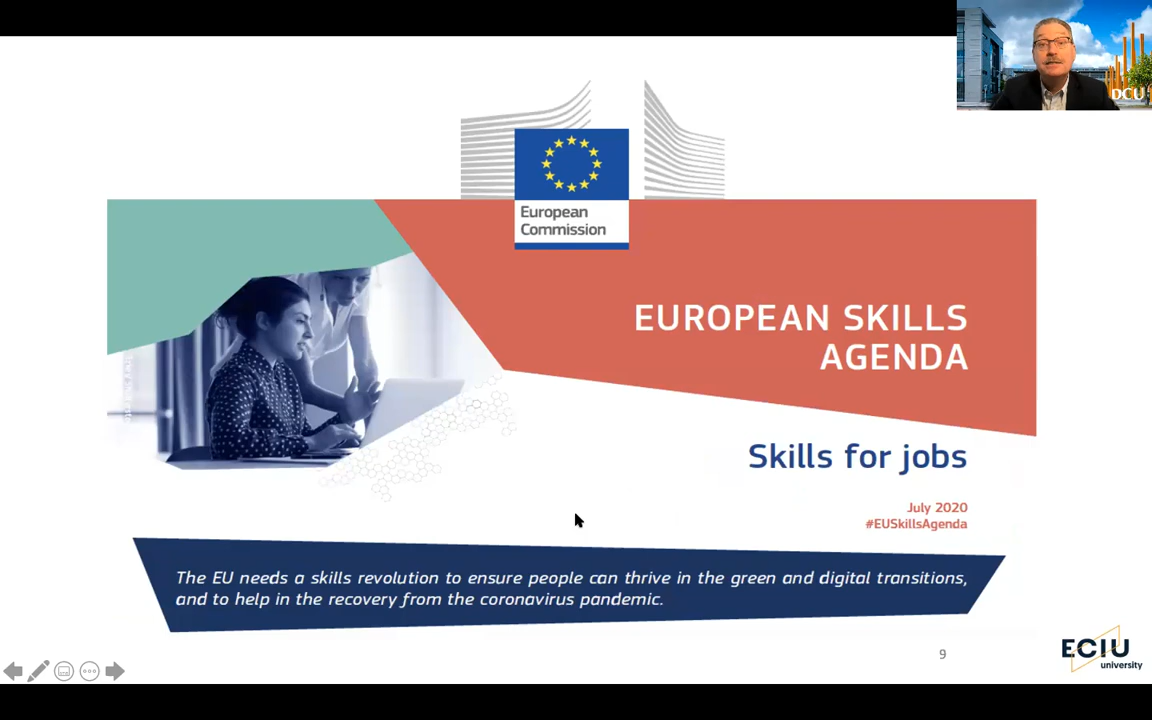 DCU
European
Commission
EUROPEAN SKILLS
AGENDA
Skills for jobs
July 2020
#EUSkillsAgenda
The EU needs a skills revolution to ensure people can thrive in the green and digital transitions,
and to help in the recovery from the coronavirus pandemic.
9
ECIU
university